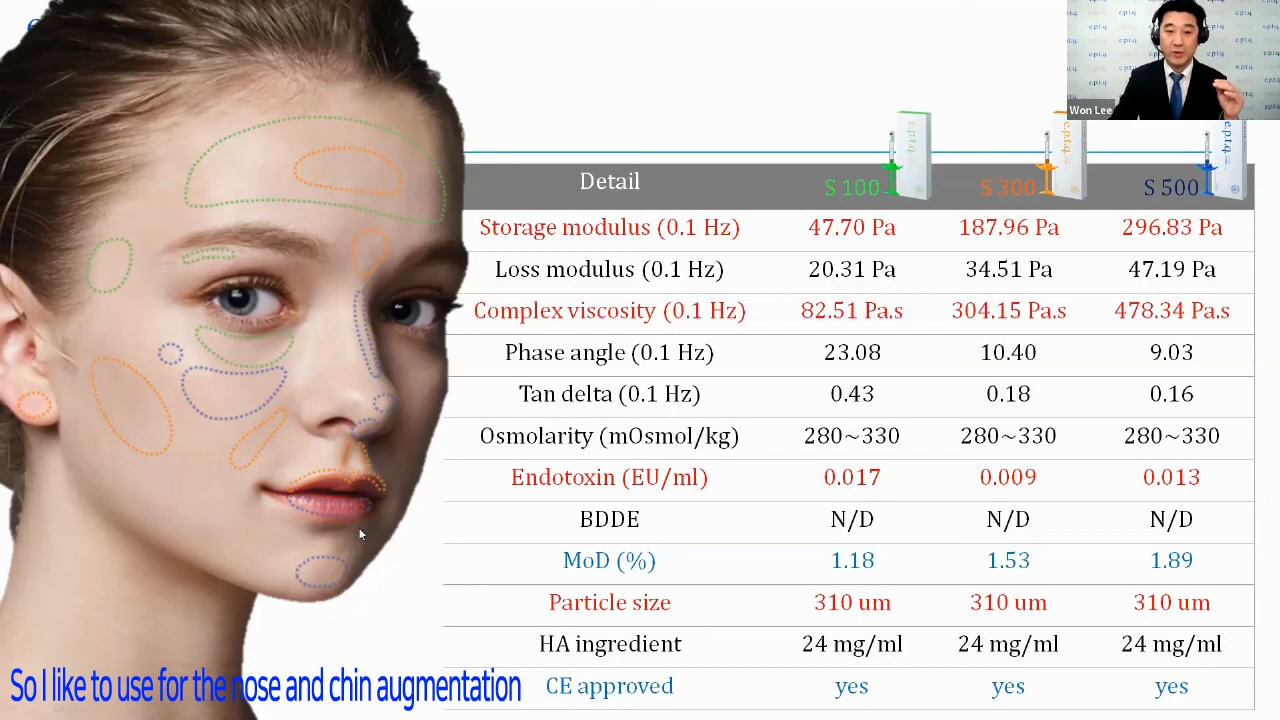 Won Lee
e.p.t.q.
e.p.t.q.
e.p.t.q.
Detail S 100 S 300 S 500
Storage modulus (0.1 Hz) 47.70 Pa 187.96 Pa 296.83 Pa
Loss modulus (0.1 Hz) 20.31 Pa 34.51 Pa 47.19 Pa
Complex viscosity (0.1 Hz) 82.51 Pa.s 304.15 Pa.s 478.34 Pa.s
Phase angle (0.1 Hz) 23.08 10.40 9.03
Tan delta (0.1 Hz) 0.43 0.18 0.16
Osmolarity (mOsmol/kg) 280~330 280~330 280~330
Endotoxin (EU/ml) 0.017 0.009 0.013
BDDE N/D N/D N/D
MoD (%) 1.18 1.53 1.89
Particle size 310 um 310 um 310 um
HA ingredient 24 mg/ml 24 mg/ml 24 mg/ml
CE approved yes yes yes
So I like to use for the nose and chin augmentation